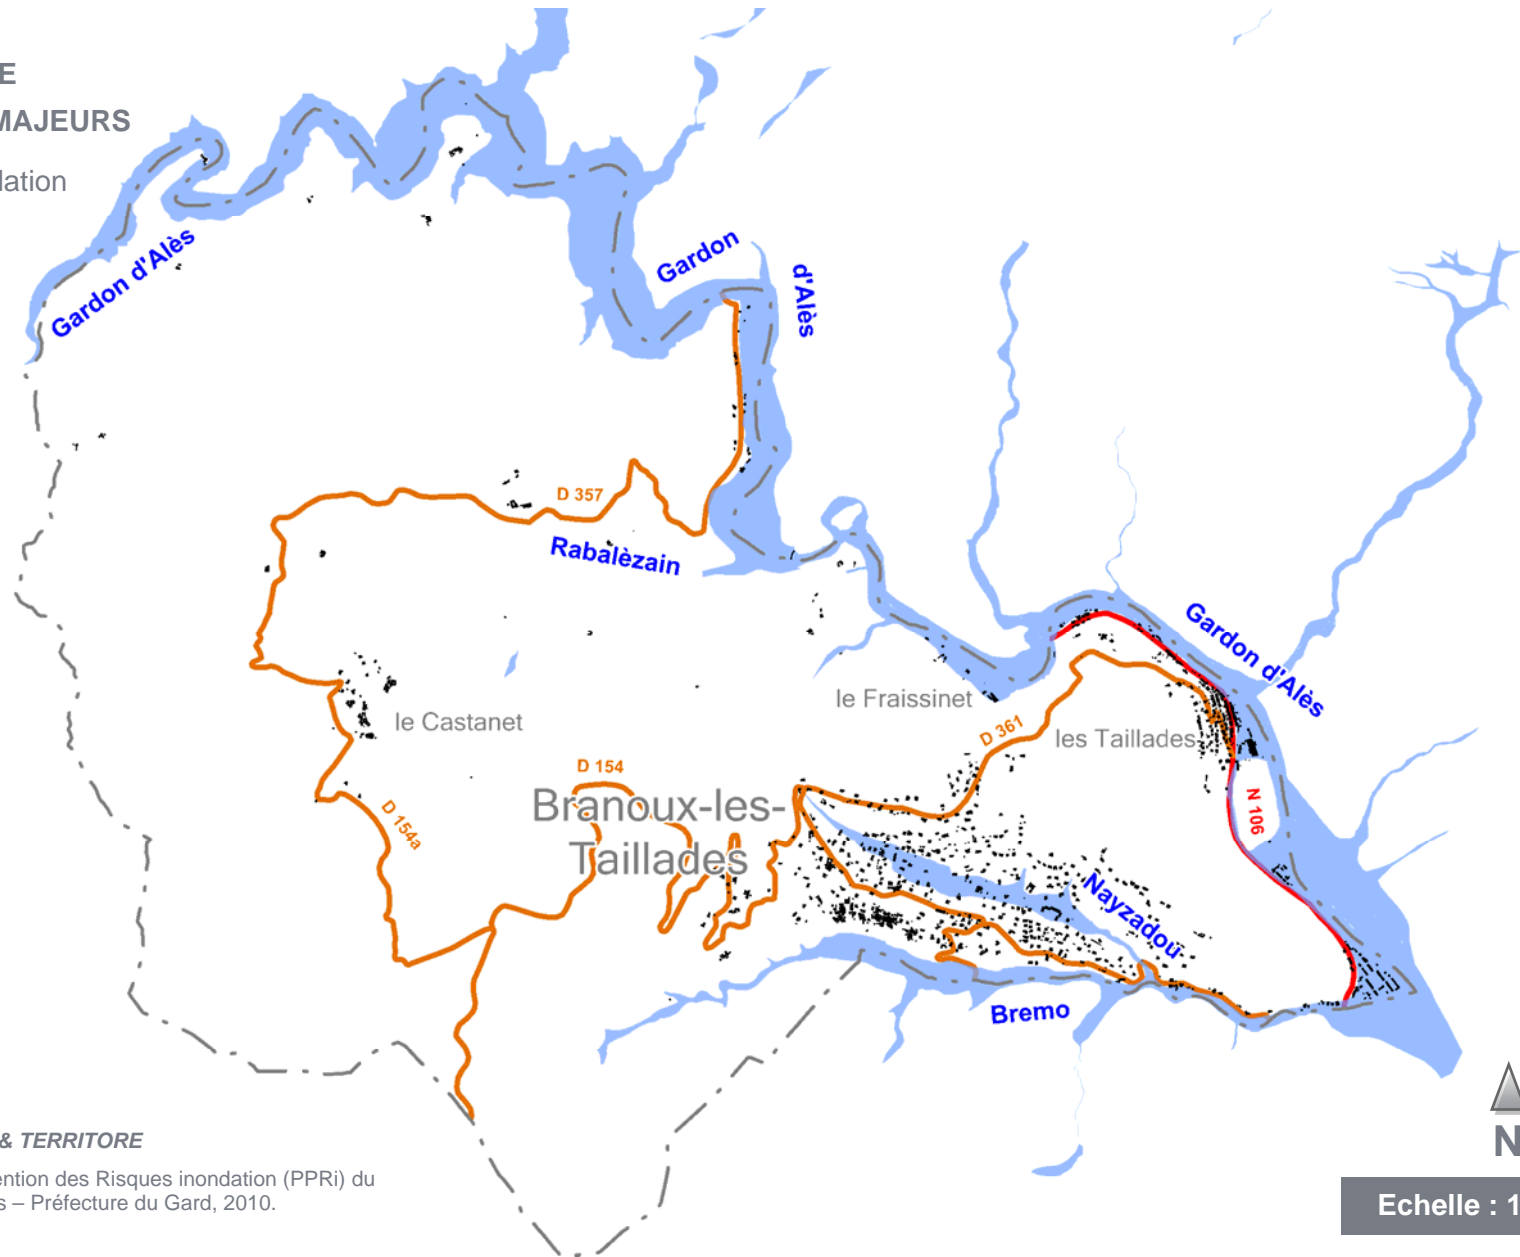 E
MAJEURS
lation
Gardon d'Alès
Gardon
d'Alès
D 357
Rabalèzain
Gardon d'Alès
le Fraissinet
D 361
les Taillades
le Castanet
D 154
Branoux-les-
Taillades
D 154a
N 106
Nayzadou
Bremo
N
& TERRITORE
ention des Risques inondation (PPRi) du
s – Préfecture du Gard, 2010.
Echelle : 1